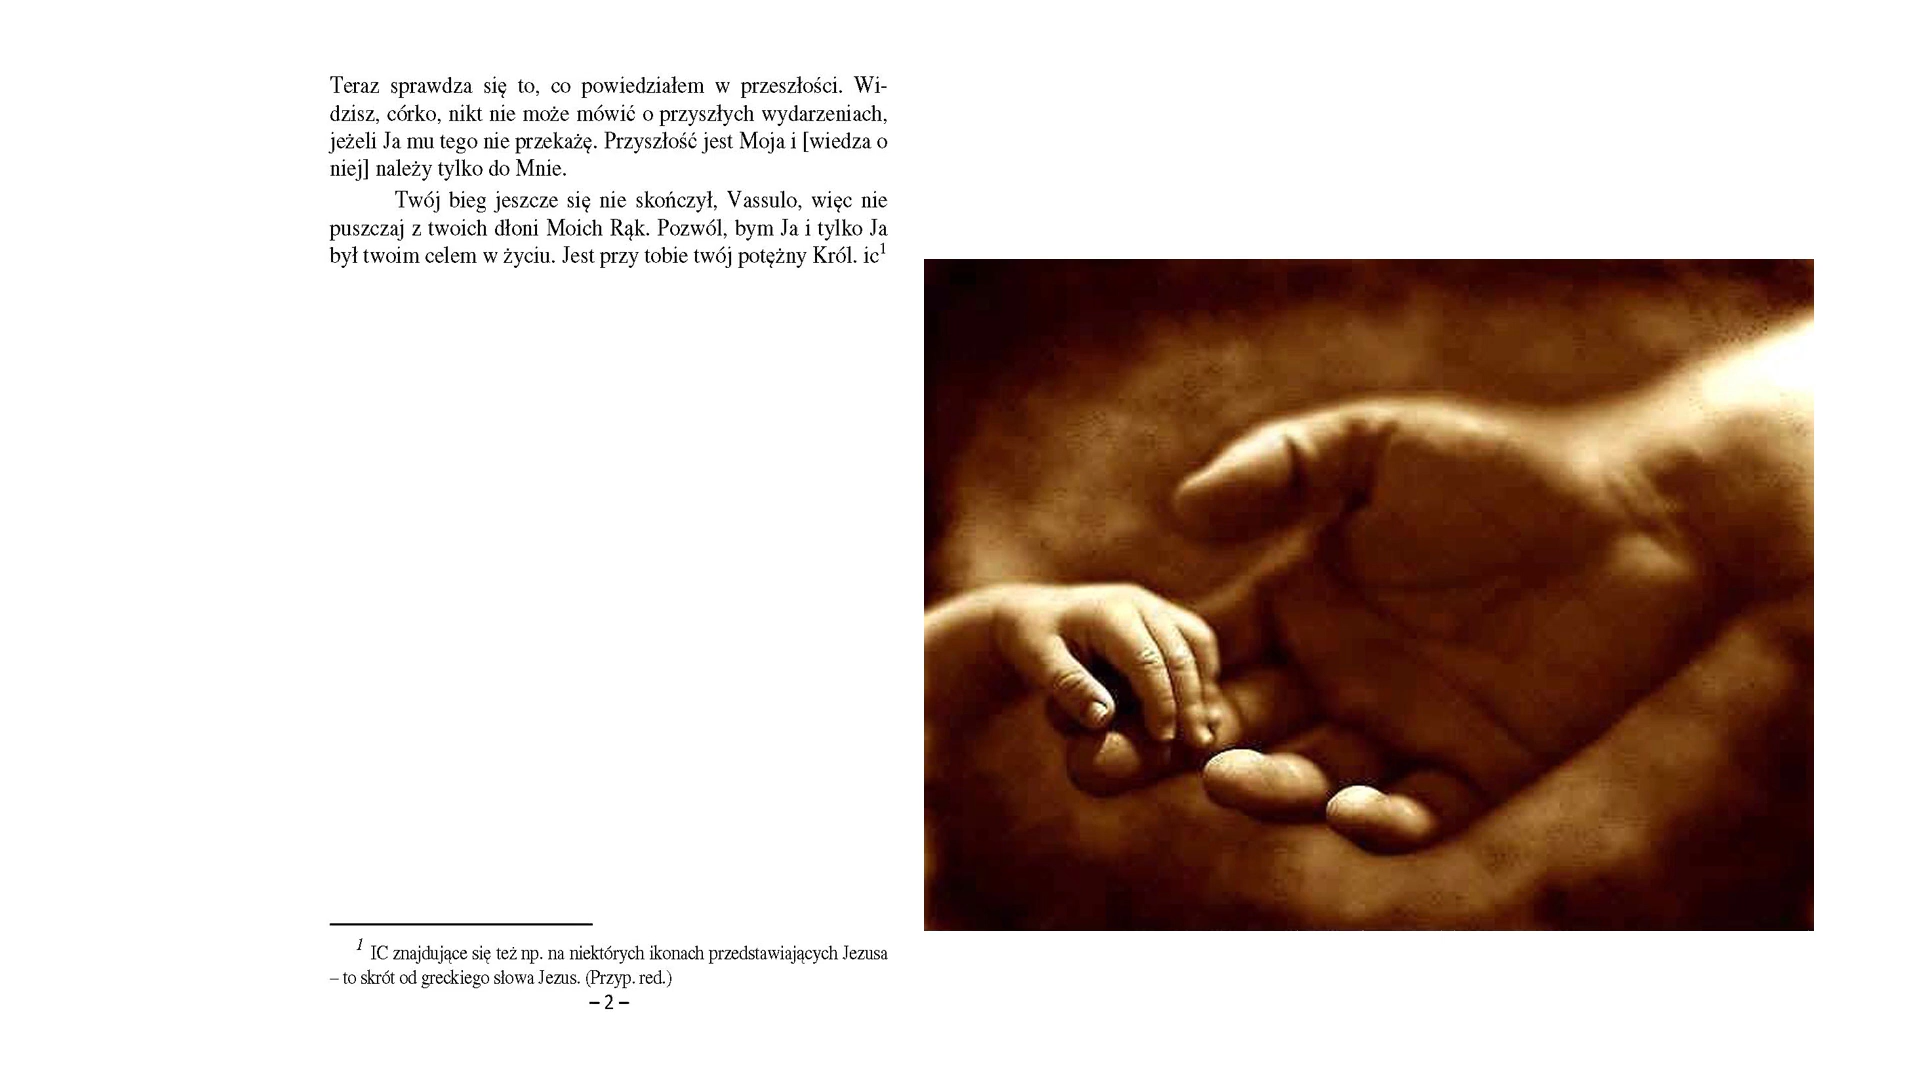 Teraz sprawdza się to, co powiedziałem w przeszłości. Wi-
dzisz, córko, nikt nie może mówić o przyszłych wydarzeniach,
jeżeli Ja mu tego nie przekażę. Przyszłość jest Moja i [wiedza o
niej] należy tylko do Mnie.
Twój bieg jeszcze się nie skończył, Vassulo, więc nie
puszczaj z twoich dłoni Moich Rąk. Pozwól, bym Ja i tylko Ja
był twoim celem w życiu. Jest przy tobie twój potężny Król. ic¹
¹ IC znajdujące się też np. na niektórych ikonach przedstawiających Jezusa
– to skrót od greckiego słowa Jezus. (Przyp. red.)
– 2 –